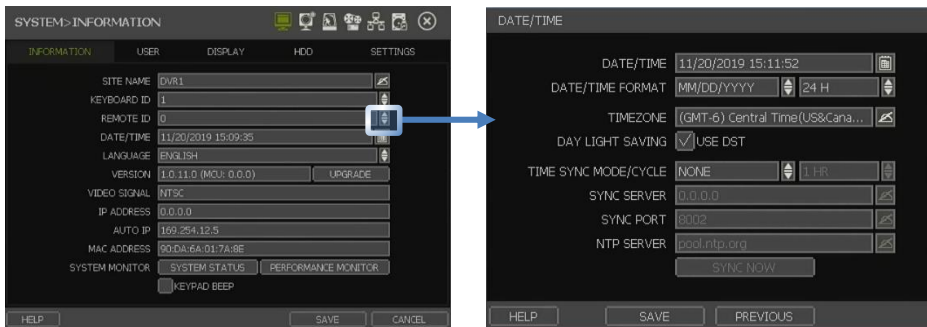 SYSTEM>INFORMATION
INFORMATION USER DISPLAY HDD SETTINGS
SITE NAME DVR1
KEYBOARD ID 1
REMOTE ID 0
DATE/TIME 11/20/2019 15:09:35
LANGUAGE ENGLISH
VERSION 1.0.11.0 (MCU: 0.0.0) UPGRADE
VIDEO SIGNAL NTSC
IP ADDRESS 0.0.0.0
AUTO IP 169.254.12.5
MAC ADDRESS 90:DA:6A:01:7A:8E
SYSTEM MONITOR SYSTEM STATUS PERFORMANCE MONITOR
KEYPAD BEEP
HELP SAVE CANCEL
DATE/TIME
DATE/TIME 11/20/2019 15:11:52
DATE/TIME FORMAT MM/DD/YYYY 24 H
TIMEZONE (GMT-6) Central Time(US&Cana...
DAY LIGHT SAVING USE DST
TIME SYNC MODE/CYCLE NONE 1 HR
SYNC SERVER 0.0.0.0
SYNC PORT 8002
NTP SERVER pool.ntp.org
SYNC NOW
HELP SAVE PREVIOUS